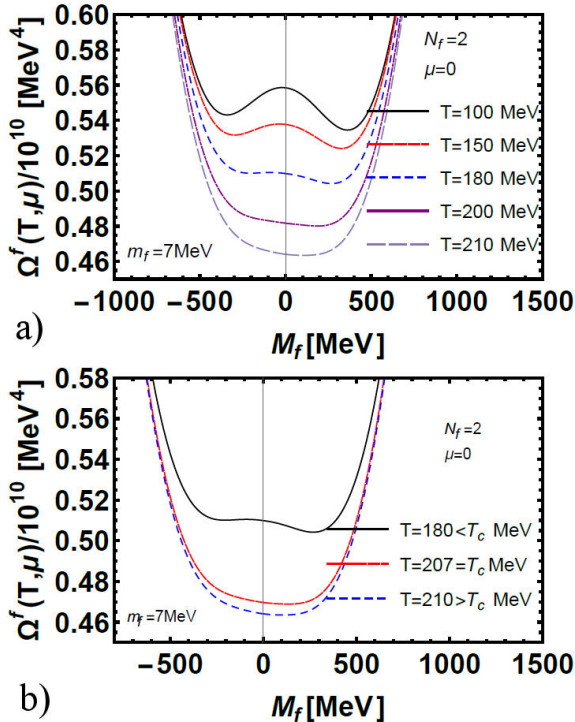 0.60
0.58
0.56
0.54
0.52
0.50
0.48
0.46
Ω^f (T,μ)/10^10 [MeV^4]
N_f=2
μ=0
T=100 MeV
T=150 MeV
T=180 MeV
T=200 MeV
T=210 MeV
m_f=7MeV
-1000 -500 0 500 1000 1500
M_f [MeV]
a)
0.58
0.56
0.54
0.52
0.50
0.48
0.46
Ω^f (T,μ)/10^10 [MeV^4]
N_f=2
μ=0
T=180<T_c MeV
T=207=T_c MeV
T=210>T_c MeV
m_f=7MeV
-500 0 500 1000 1500
M_f [MeV]
b)